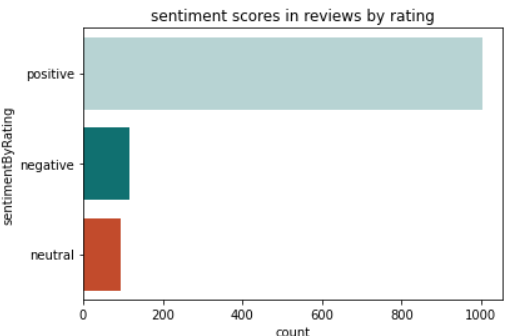 sentiment scores in reviews by rating
positive
negative
neutral
sentimentByRating
0 200 400 600 800 1000
count